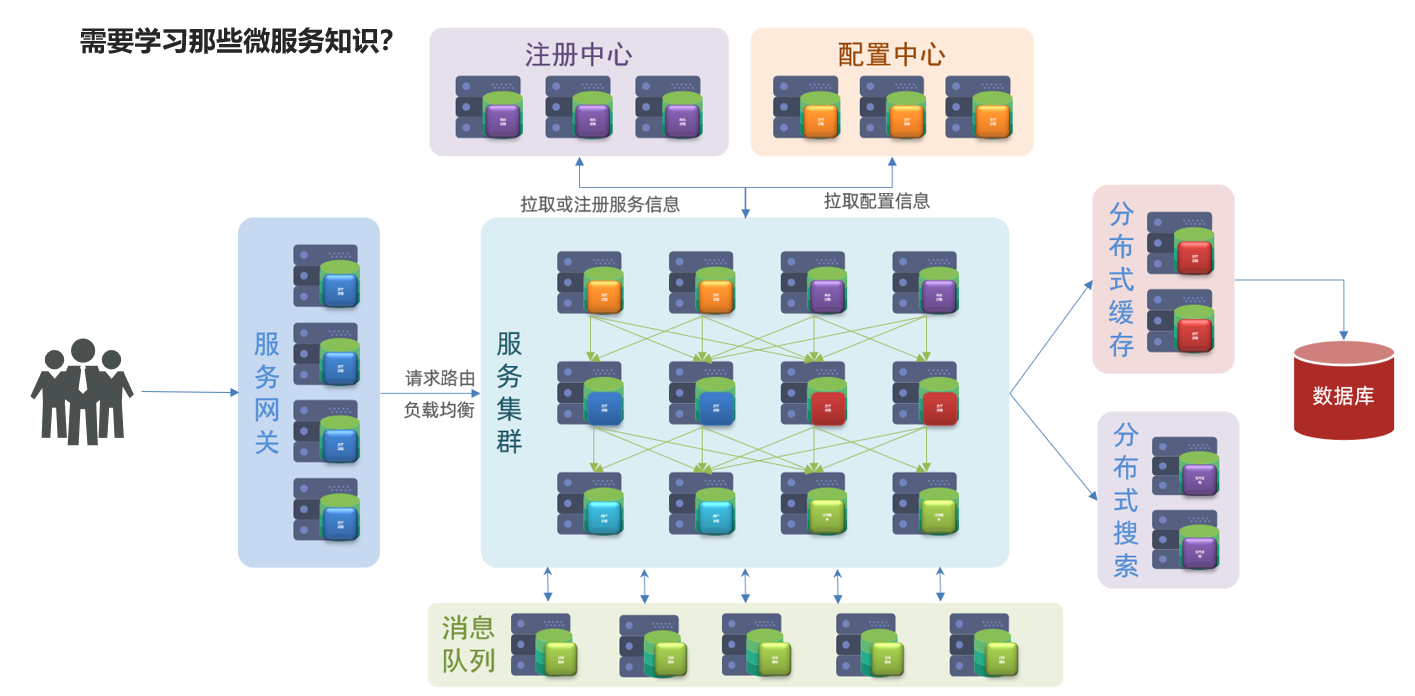 需要学习那些微服务知识？
注册中心
配置中心
拉取或注册服务信息
拉取配置信息
服务网关
请求路由
负载均衡
服务集群
分布式缓存
数据库
分布式搜索
消息
队列